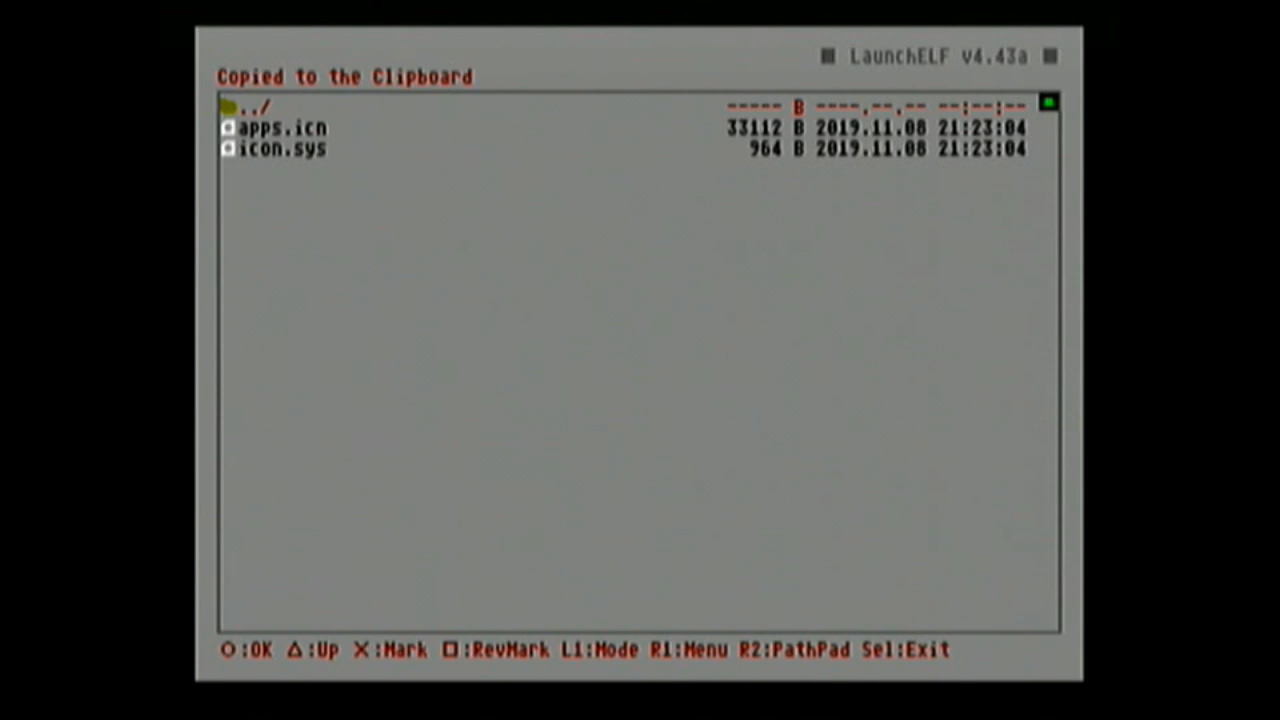 LaunchELF v4.43a
Copied to the Clipboard
../ ----- B ----.--.-- --:--:--
apps.icn 33112 B 2019.11.08 21:23:04
icon.sys 964 B 2019.11.08 21:23:04
O:OK △:Up X:Mark □:RevMark L1:Mode R1:Menu R2:PathPad Sel:Exit